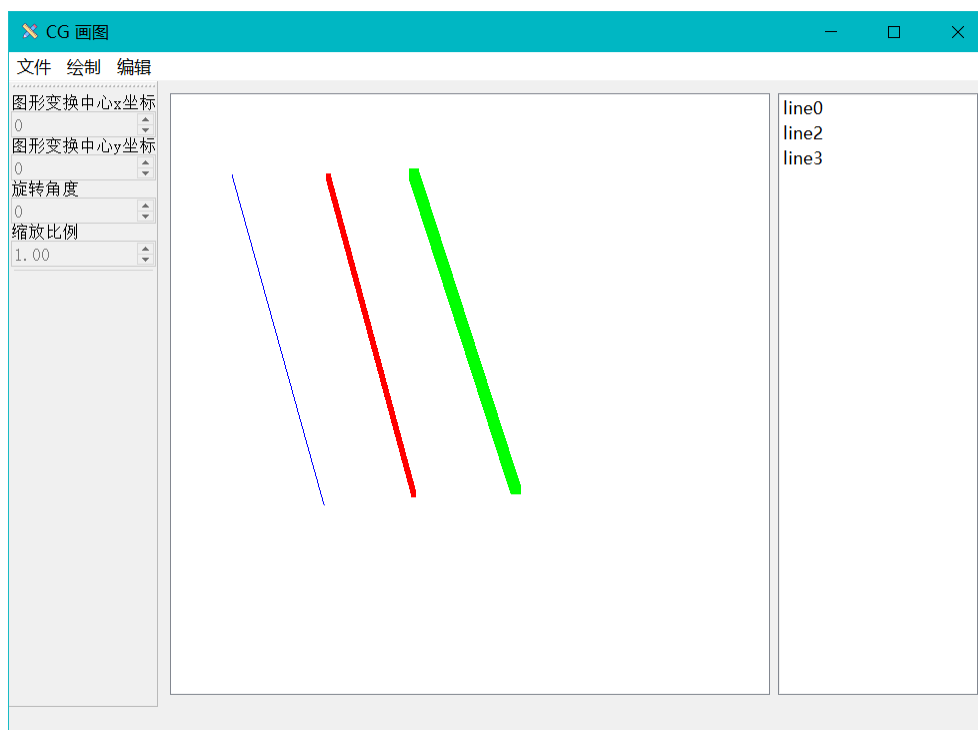 CG 画图
文件 绘制 编辑
图形变换中心x坐标
0
图形变换中心y坐标
0
旋转角度
0
缩放比例
1.00
line0
line2
line3